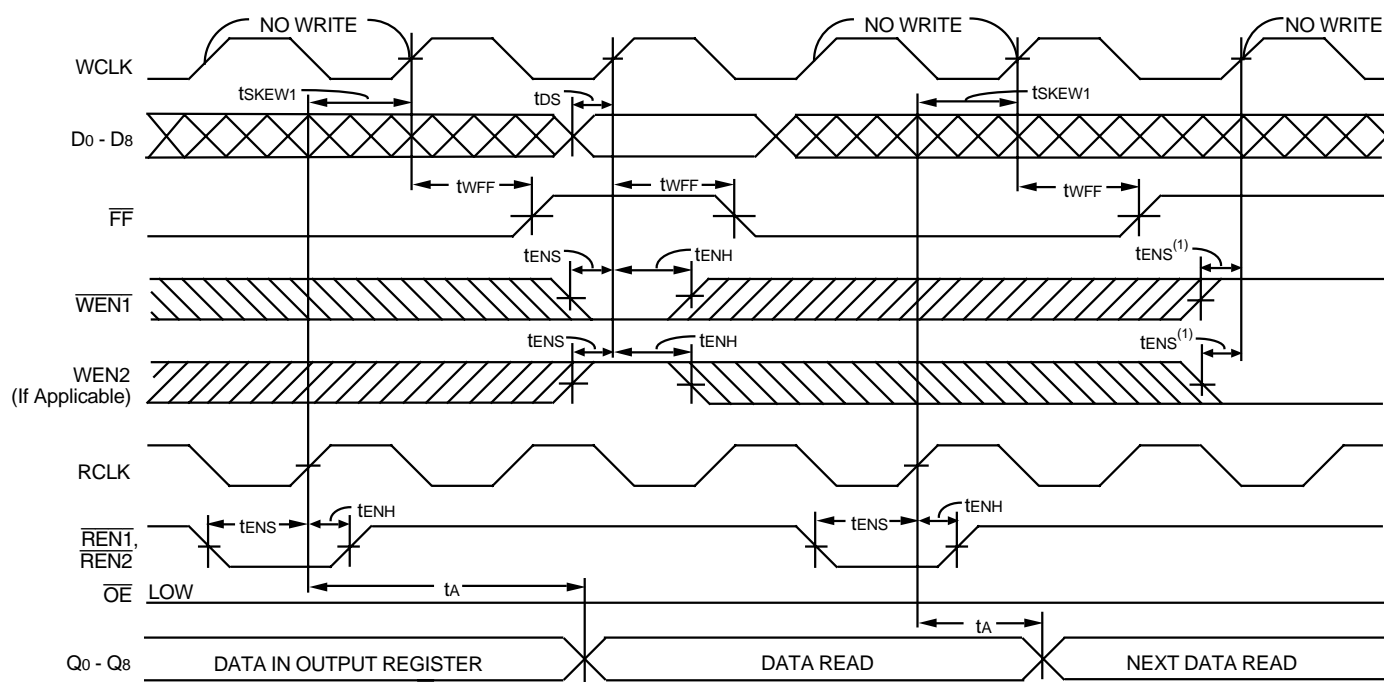 NO WRITE NO WRITE NO WRITE
WCLK
tSKEW1 tDS tSKEW1
D0 - D8
tWFF tWFF tWFF
FF
tENS tENH tENS(1)
WEN1
tENS tENH tENS(1)
WEN2
(If Applicable)
RCLK
tENS tENH tENS tENH
REN1,
REN2
tA
OE LOW
tA
Q0 - Q8 DATA IN OUTPUT REGISTER DATA READ NEXT DATA READ